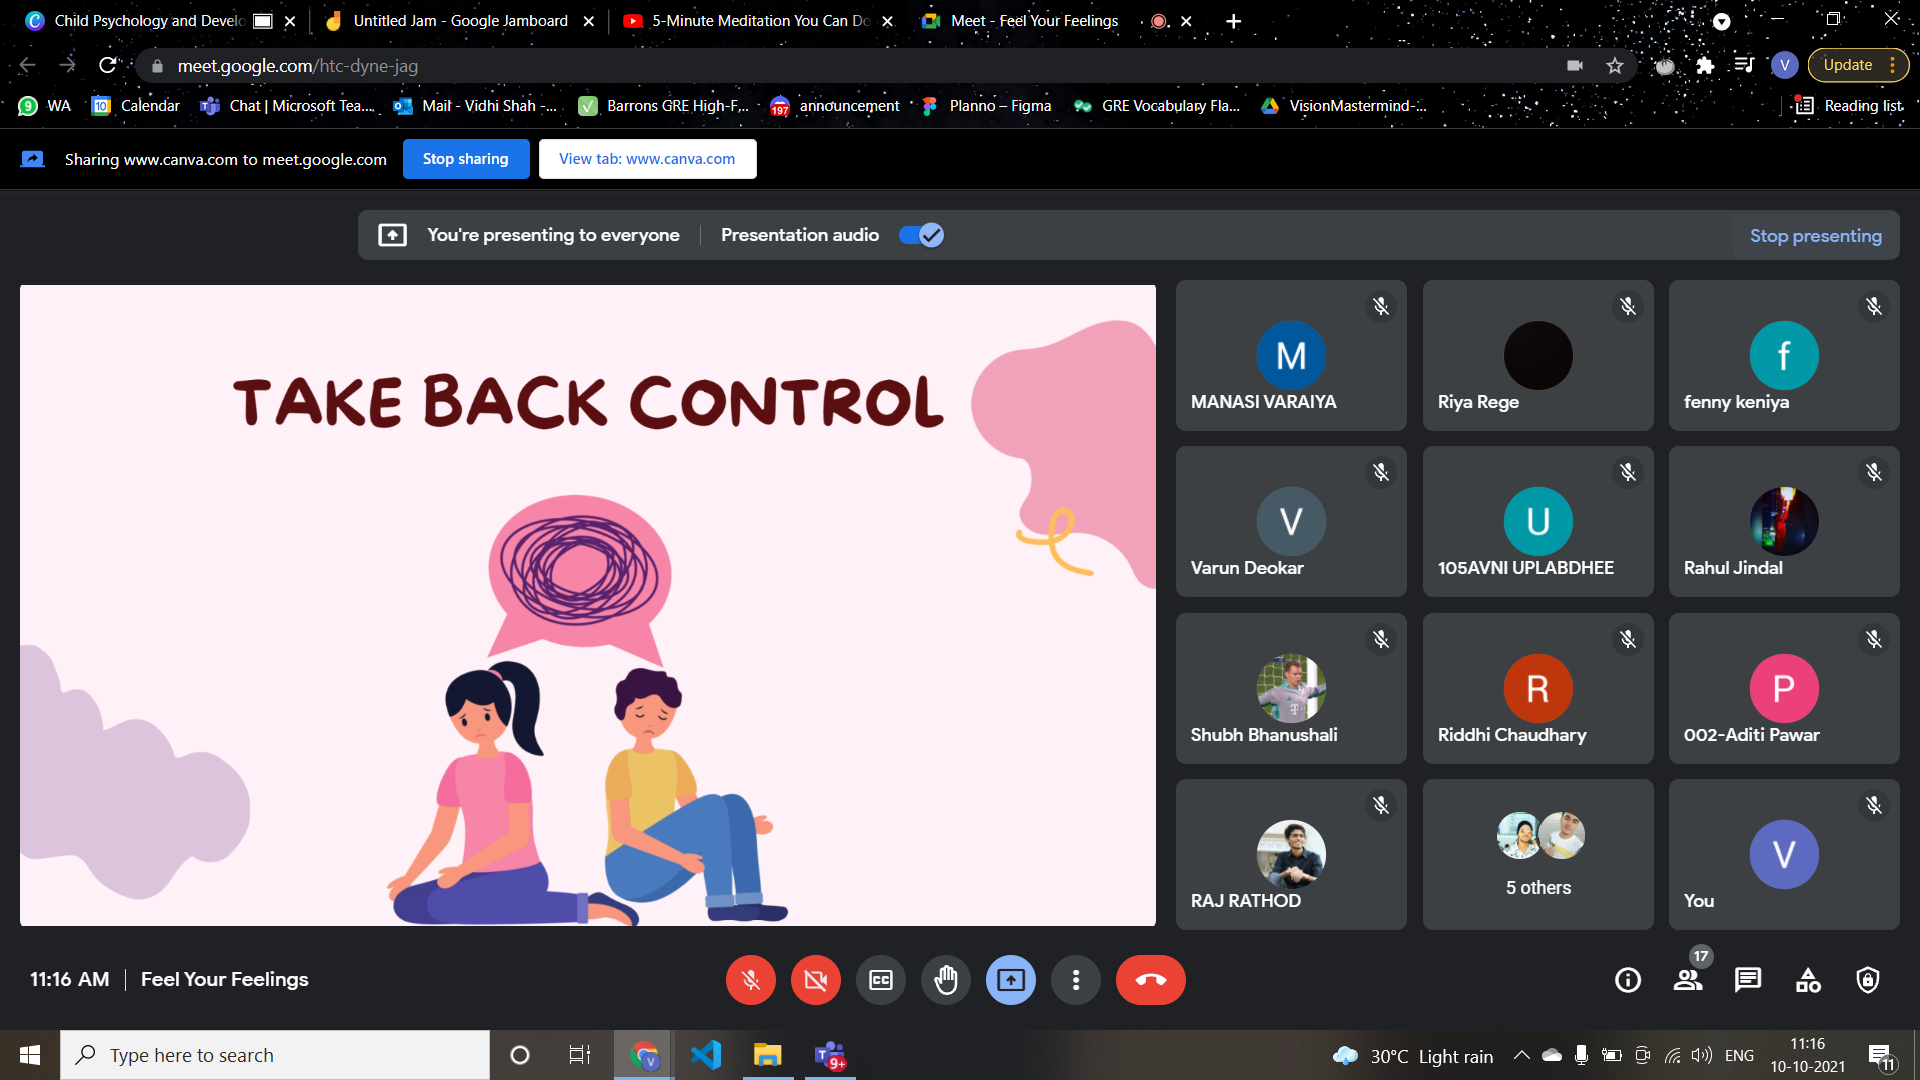 Child Psychology and Develo
Untitled Jam - Google Jamboard
5-Minute Meditation You Can Do
Meet - Feel Your Feelings
meet.google.com/htc-dyne-jag
V
Update
9
WA
10
Calendar
Chat | Microsoft Tea...
Mail - Vidhi Shah -...
V
Barrons GRE High-F...
197
announcement
Planno – Figma
GRE Vocabulary Fla...
VisionMastermind-...
Reading list
Sharing www.canva.com to meet.google.com
Stop sharing
View tab: www.canva.com
You're presenting to everyone
Presentation audio
Stop presenting
TAKE BACK CONTROL
M
MANASI VARAIYA
Riya Rege
f
fenny keniya
V
Varun Deokar
U
105AVNI UPLABDHEE
Rahul Jindal
T
Shubh Bhanushali
R
Riddhi Chaudhary
P
002-Aditi Pawar
RAJ RATHOD
5 others
V
You
11:16 AM
Feel Your Feelings
CC
17
Type here to search
V
9+
30°C Light rain
ENG
11:16
10-10-2021
11